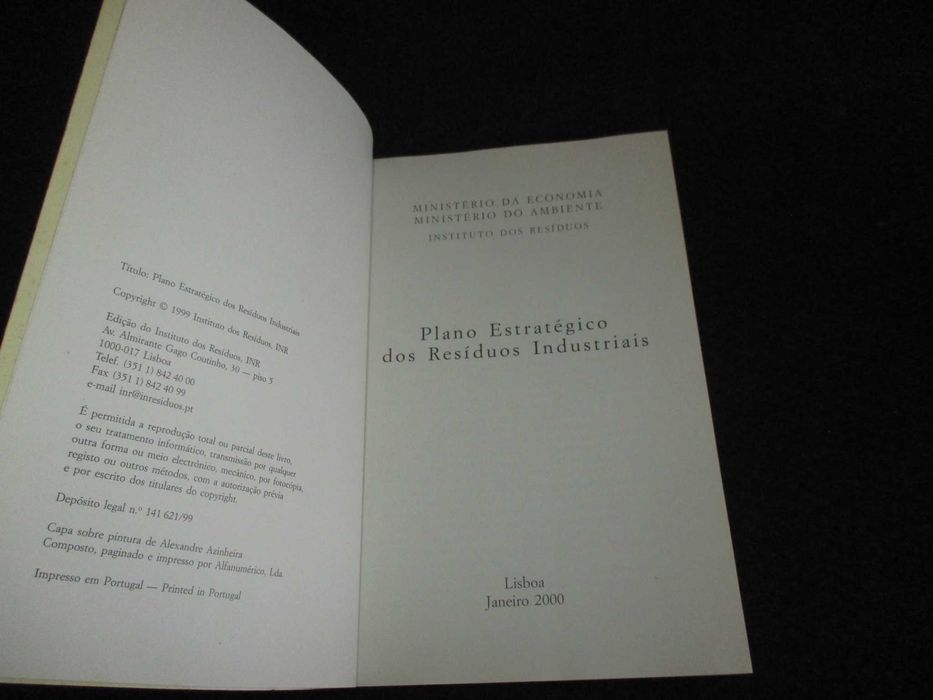 Título: Plano Estratégico dos Resíduos Industriais
Copyright © 1999 Instituto dos Resíduos, INR
Edição do Instituto dos Resíduos, INR
Av. Almirante Gago Coutinho, 30 — piso 5
1000-017 Lisboa
Telef. (351 1) 842 40 00
Fax (351 1) 842 40 99
e-mail inr@inresiduos.pt
É permitida a reprodução total ou parcial deste livro,
o seu tratamento informático, transmissão por qualquer
outra forma ou meio electrónico, mecânico, por fotocópia,
registo ou outros métodos, com a autorização prévia
e por escrito dos titulares do copyright.
Depósito legal n.º 141 621/99
Capa sobre pintura de Alexandre Azinheira
Composto, paginado e impresso por Alfanumérico, Lda.
Impresso em Portugal — Printed in Portugal
MINISTÉRIO DA ECONOMIA
MINISTÉRIO DO AMBIENTE
INSTITUTO DOS RESÍDUOS
Plano Estratégico
dos Resíduos Industriais
Lisboa
Janeiro 2000